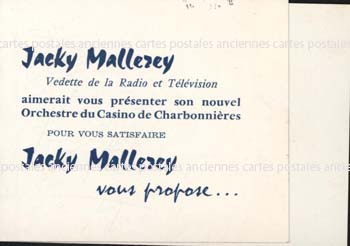 Jacky Mallerey
Vedette de la Radio et Télévision
aimerait vous présenter son nouvel
Orchestre du Casino de Charbonnières
POUR VOUS SATISFAIRE
Jacky Mallerey
vous propose...